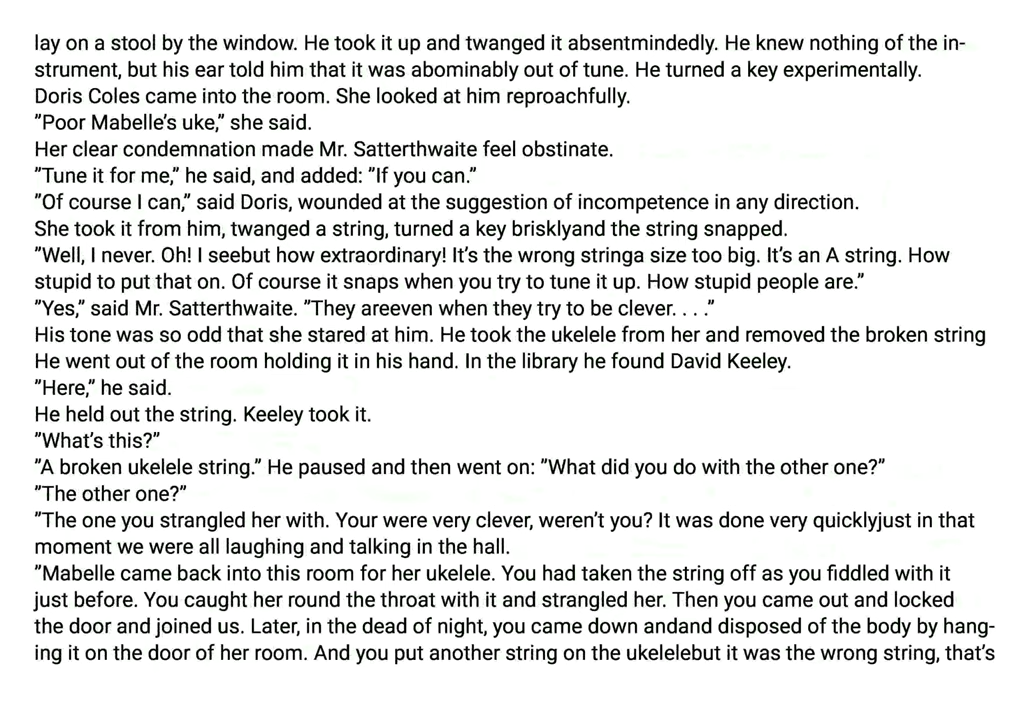 lay on a stool by the window. He took it up and twanged it absentmindedly. He knew nothing of the in-
strument, but his ear told him that it was abominably out of tune. He turned a key experimentally.
Doris Coles came into the room. She looked at him reproachfully.
"Poor Mabelle's uke," she said.
Her clear condemnation made Mr. Satterthwaite feel obstinate.
"Tune it for me," he said, and added: "If you can."
"Of course I can," said Doris, wounded at the suggestion of incompetence in any direction.
She took it from him, twanged a string, turned a key brisklyand the string snapped.
"Well, I never. Oh! I seebut how extraordinary! It's the wrong stringa size too big. It's an A string. How
stupid to put that on. Of course it snaps when you try to tune it up. How stupid people are."
"Yes," said Mr. Satterthwaite. "They areeven when they try to be clever. . . ."
His tone was so odd that she stared at him. He took the ukelele from her and removed the broken string
He went out of the room holding it in his hand. In the library he found David Keeley.
"Here," he said.
He held out the string. Keeley took it.
"What's this?"
"A broken ukelele string." He paused and then went on: "What did you do with the other one?"
"The other one?"
"The one you strangled her with. Your were very clever, weren't you? It was done very quicklyjust in that
moment we were all laughing and talking in the hall.
"Mabelle came back into this room for her ukelele. You had taken the string off as you fiddled with it
just before. You caught her round the throat with it and strangled her. Then you came out and locked
the door and joined us. Later, in the dead of night, you came down andand disposed of the body by hang-
ing it on the door of her room. And you put another string on the ukelelebut it was the wrong string, that's